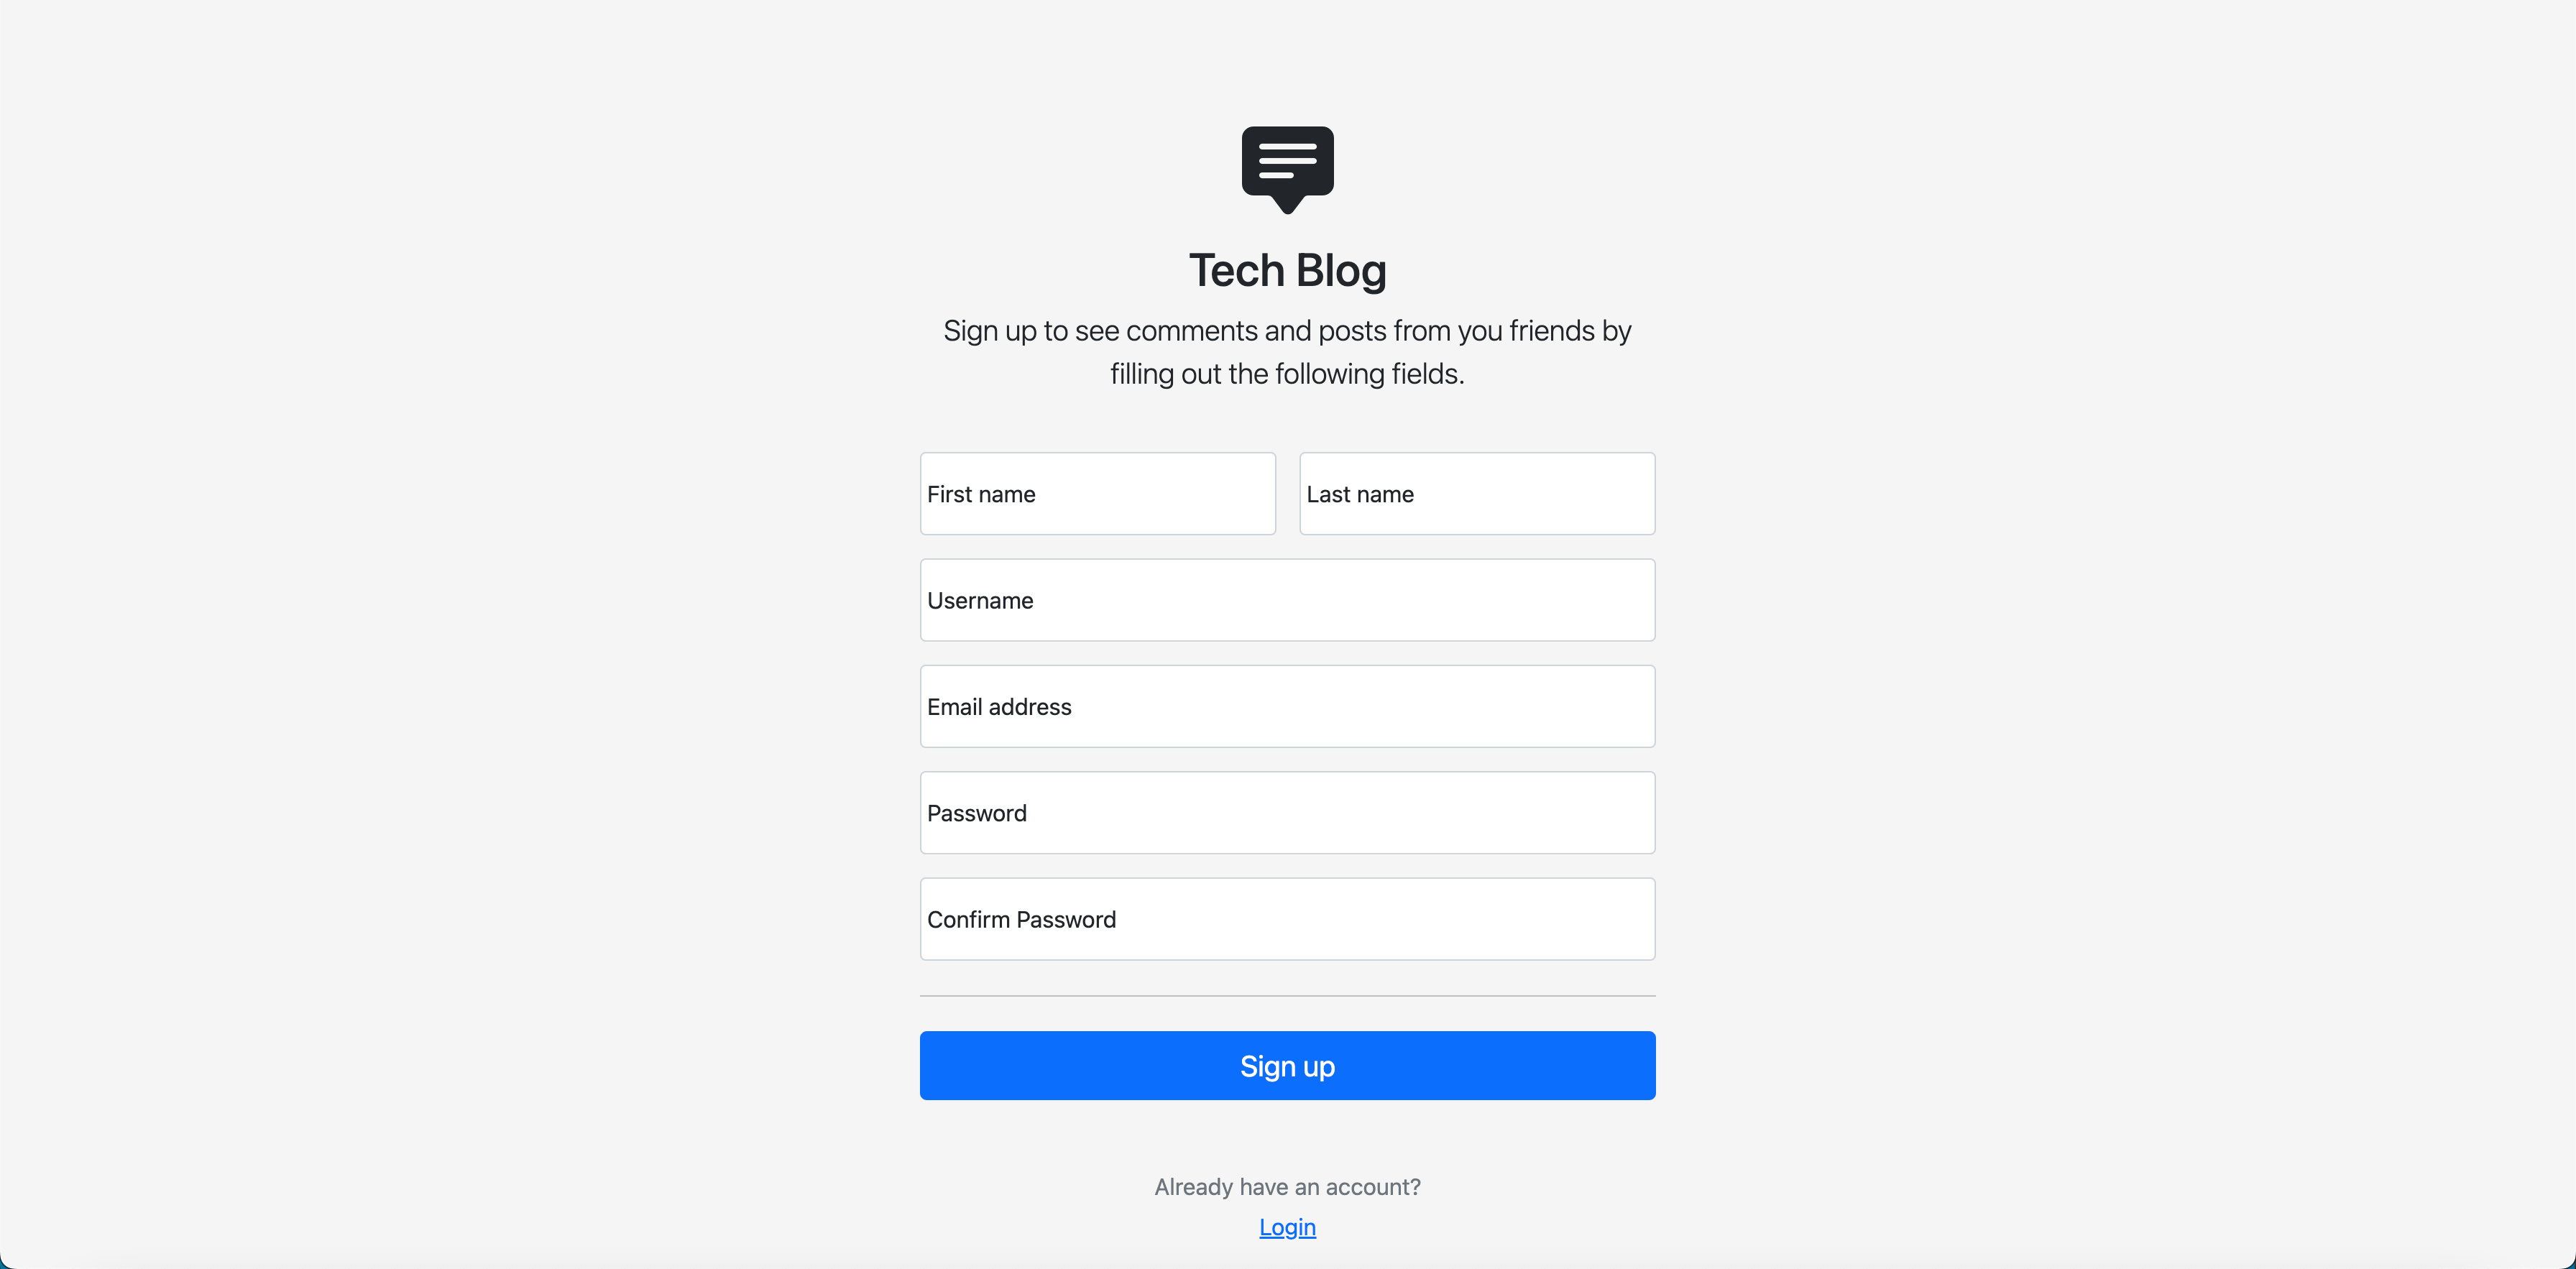 Tech Blog
Sign up to see comments and posts from you friends by
filling out the following fields.
First name
Last name
Username
Email address
Password
Confirm Password
Sign up
Already have an account?
Login